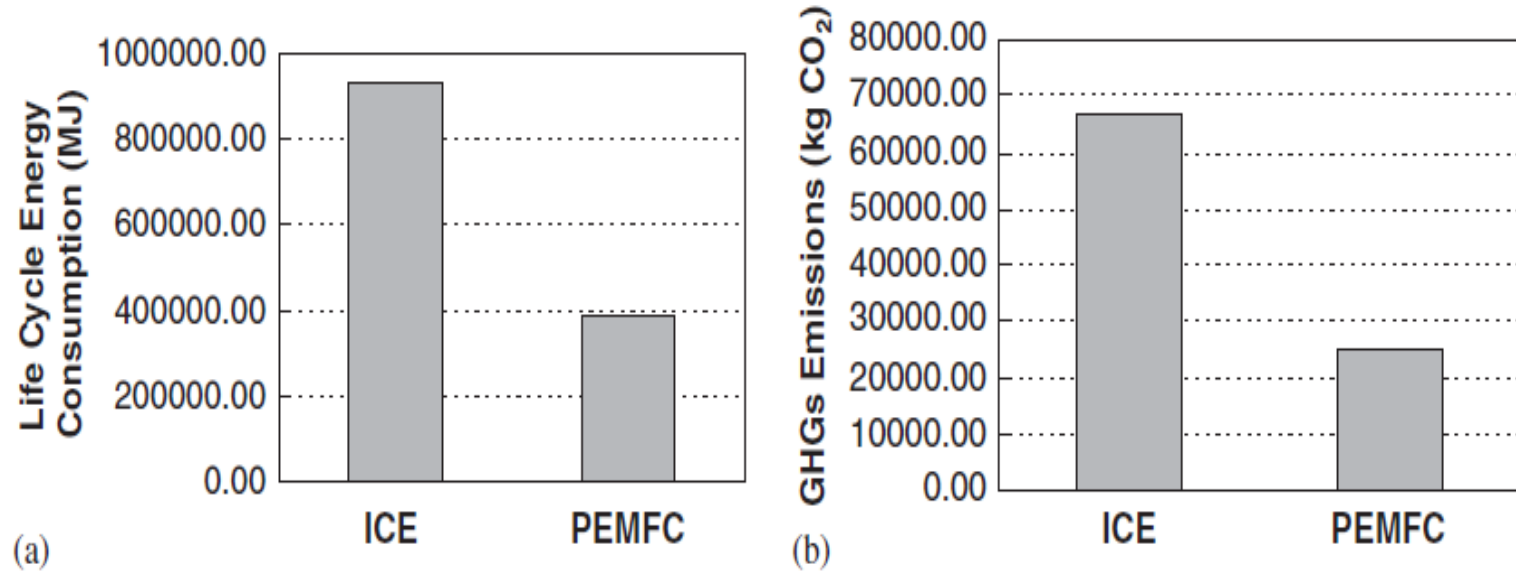 Life Cycle Energy
Consumption (MJ)
1000000.00
800000.00
600000.00
400000.00
200000.00
0.00
ICE PEMFC
(a)
GHGs Emissions (kg CO₂)
80000.00
70000.00
60000.00
50000.00
40000.00
30000.00
20000.00
10000.00
0.00
ICE PEMFC
(b)